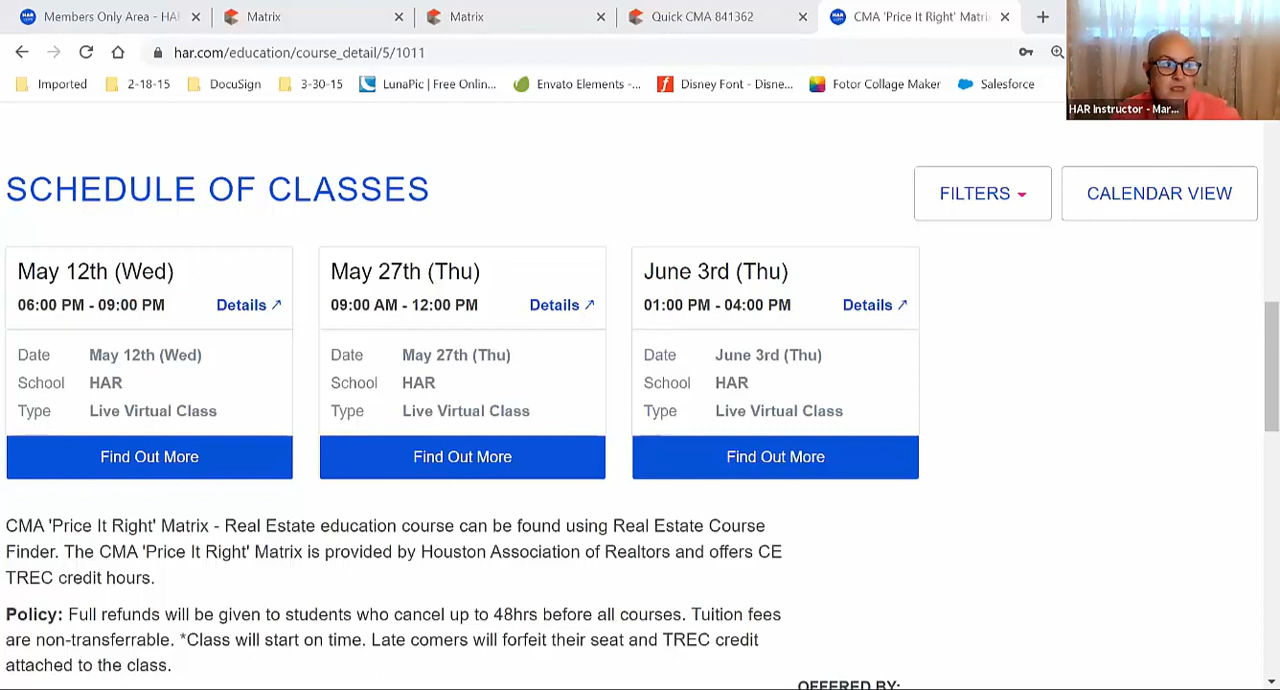 Members Only Area - HA
Matrix
Matrix
Quick CMA 841362
CMA 'Price It Right' Matri
har.com/education/course_detail/5/1011
Imported
2-18-15
DocuSign
3-30-15
LunaPic | Free Onlin...
Envato Elements -...
Disney Font - Disne...
Fotor Collage Maker
Salesforce
HAR Instructor - Mar...
SCHEDULE OF CLASSES
FILTERS
CALENDAR VIEW
May 12th (Wed)
06:00 PM - 09:00 PM Details
Date May 12th (Wed)
School HAR
Type Live Virtual Class
Find Out More
May 27th (Thu)
09:00 AM - 12:00 PM Details
Date May 27th (Thu)
School HAR
Type Live Virtual Class
Find Out More
June 3rd (Thu)
01:00 PM - 04:00 PM Details
Date June 3rd (Thu)
School HAR
Type Live Virtual Class
Find Out More
CMA 'Price It Right' Matrix - Real Estate education course can be found using Real Estate Course
Finder. The CMA 'Price It Right' Matrix is provided by Houston Association of Realtors and offers CE
TREC credit hours.
Policy: Full refunds will be given to students who cancel up to 48hrs before all courses. Tuition fees
are non-transferrable. *Class will start on time. Late comers will forfeit their seat and TREC credit
attached to the class.
OFFERED BY: